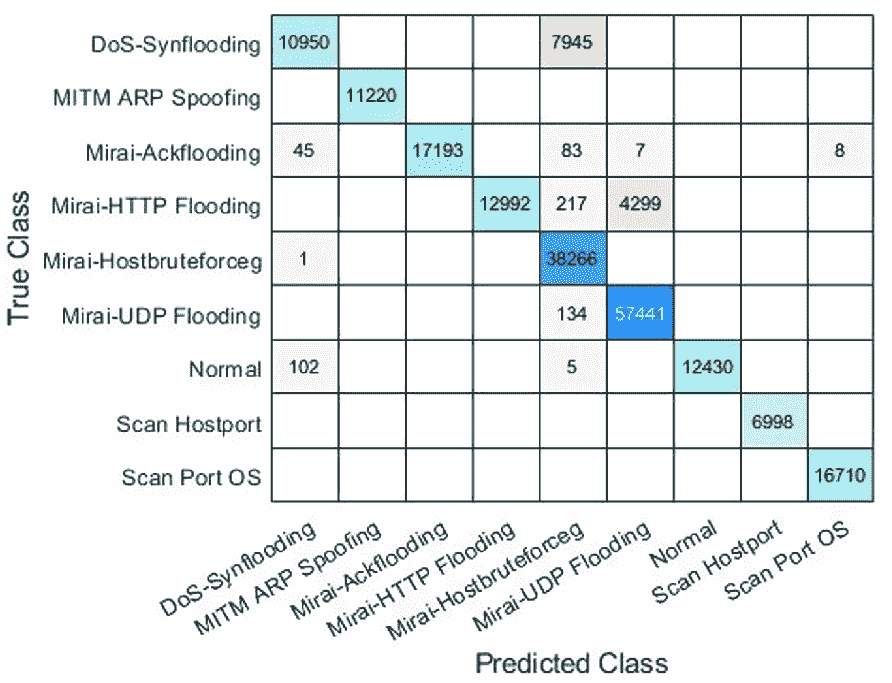 DoS-Synflooding 10950 7945
MITM ARP Spoofing 11220
Mirai-Ackflooding 45 17193 83 7 8
Mirai-HTTP Flooding 12992 217 4299
Mirai-Hostbruteforceg 1 38266
Mirai-UDP Flooding 134 57441
Normal 102 5 12430
Scan Hostport 6998
Scan Port OS 16710
True Class
DoS-Synflooding
MITM ARP Spoofing
Mirai-Ackflooding
Mirai-HTTP Flooding
Mirai-Hostbruteforceg
Mirai-UDP Flooding
Normal
Scan Hostport
Scan Port OS
Predicted Class